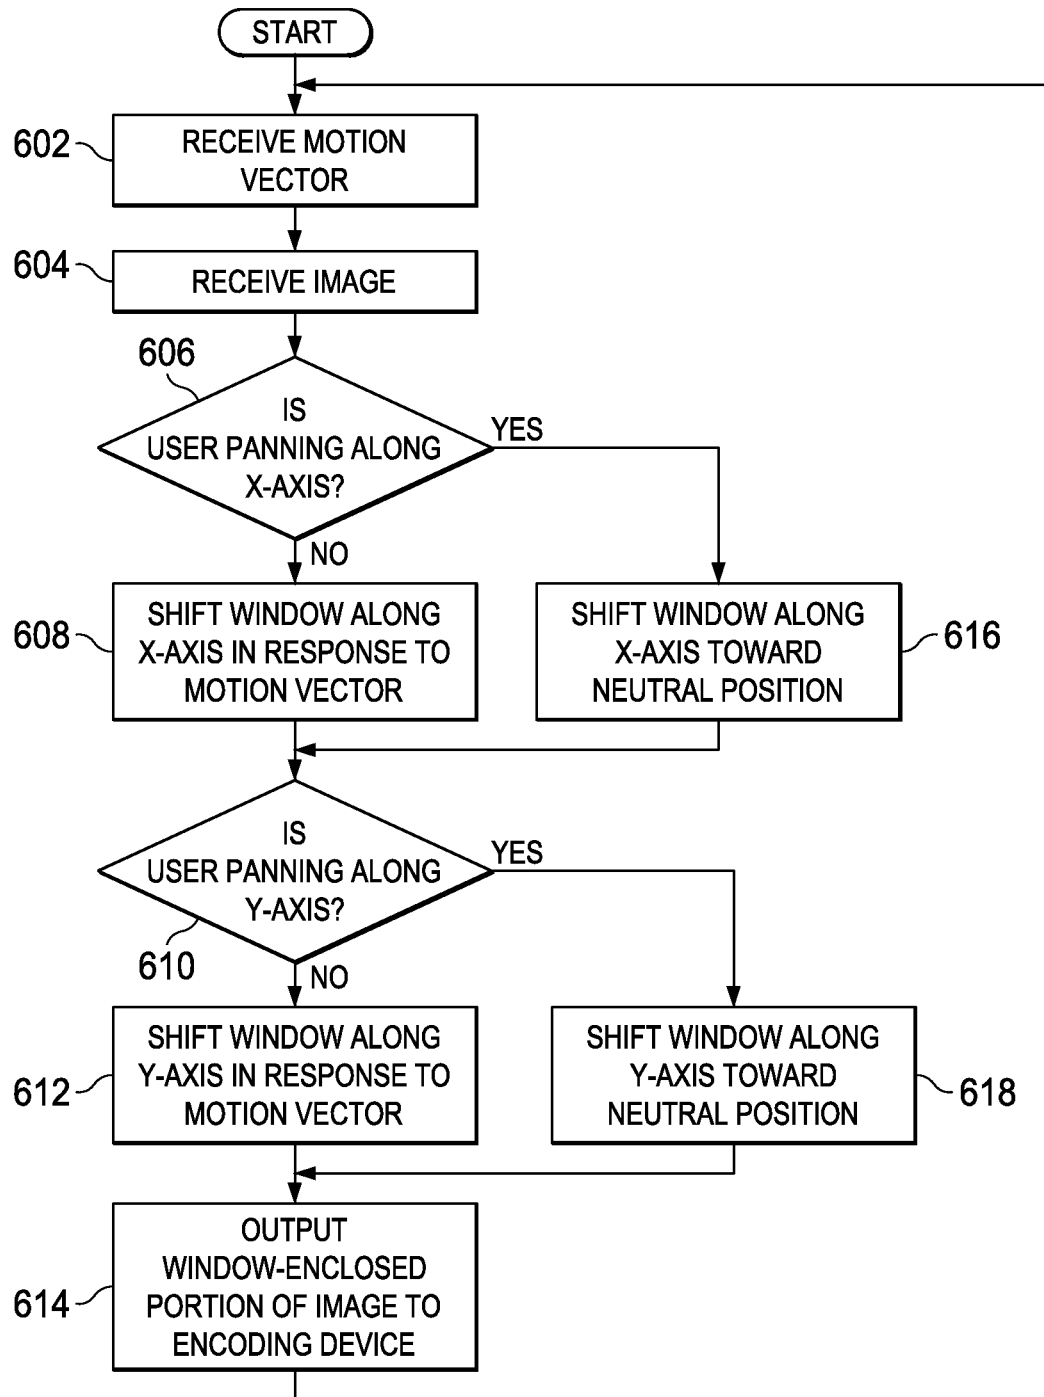 START
602
RECEIVE MOTION
VECTOR
604
RECEIVE IMAGE
606
IS
USER PANNING ALONG
X-AXIS?
YES
NO
608
SHIFT WINDOW ALONG
X-AXIS IN RESPONSE TO
MOTION VECTOR
SHIFT WINDOW ALONG
X-AXIS TOWARD
NEUTRAL POSITION
616
IS
USER PANNING ALONG
Y-AXIS?
YES
610
NO
612
SHIFT WINDOW ALONG
Y-AXIS IN RESPONSE TO
MOTION VECTOR
SHIFT WINDOW ALONG
Y-AXIS TOWARD
NEUTRAL POSITION
618
614
OUTPUT
WINDOW-ENCLOSED
PORTION OF IMAGE TO
ENCODING DEVICE